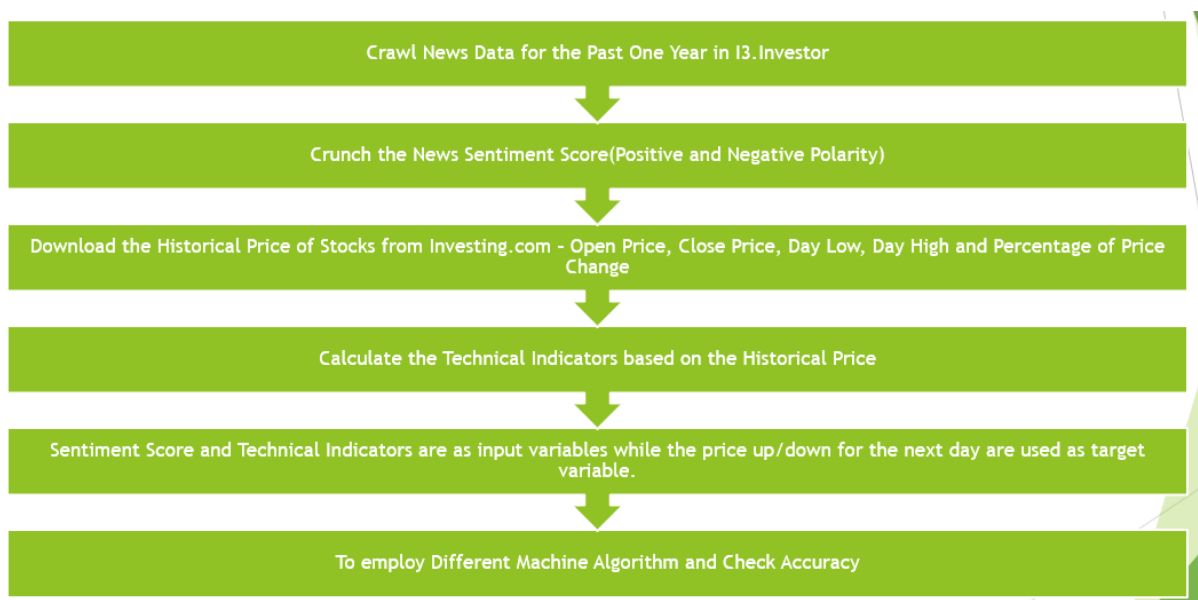 Crawl News Data for the Past One Year in I3.Investor
Crunch the News Sentiment Score(Positive and Negative Polarity)
Download the Historical Price of Stocks from Investing.com - Open Price, Close Price, Day Low, Day High and Percentage of Price
Change
Calculate the Technical Indicators based on the Historical Price
Sentiment Score and Technical Indicators are as input variables while the price up/down for the next day are used as target
variable.
To employ Different Machine Algorithm and Check Accuracy